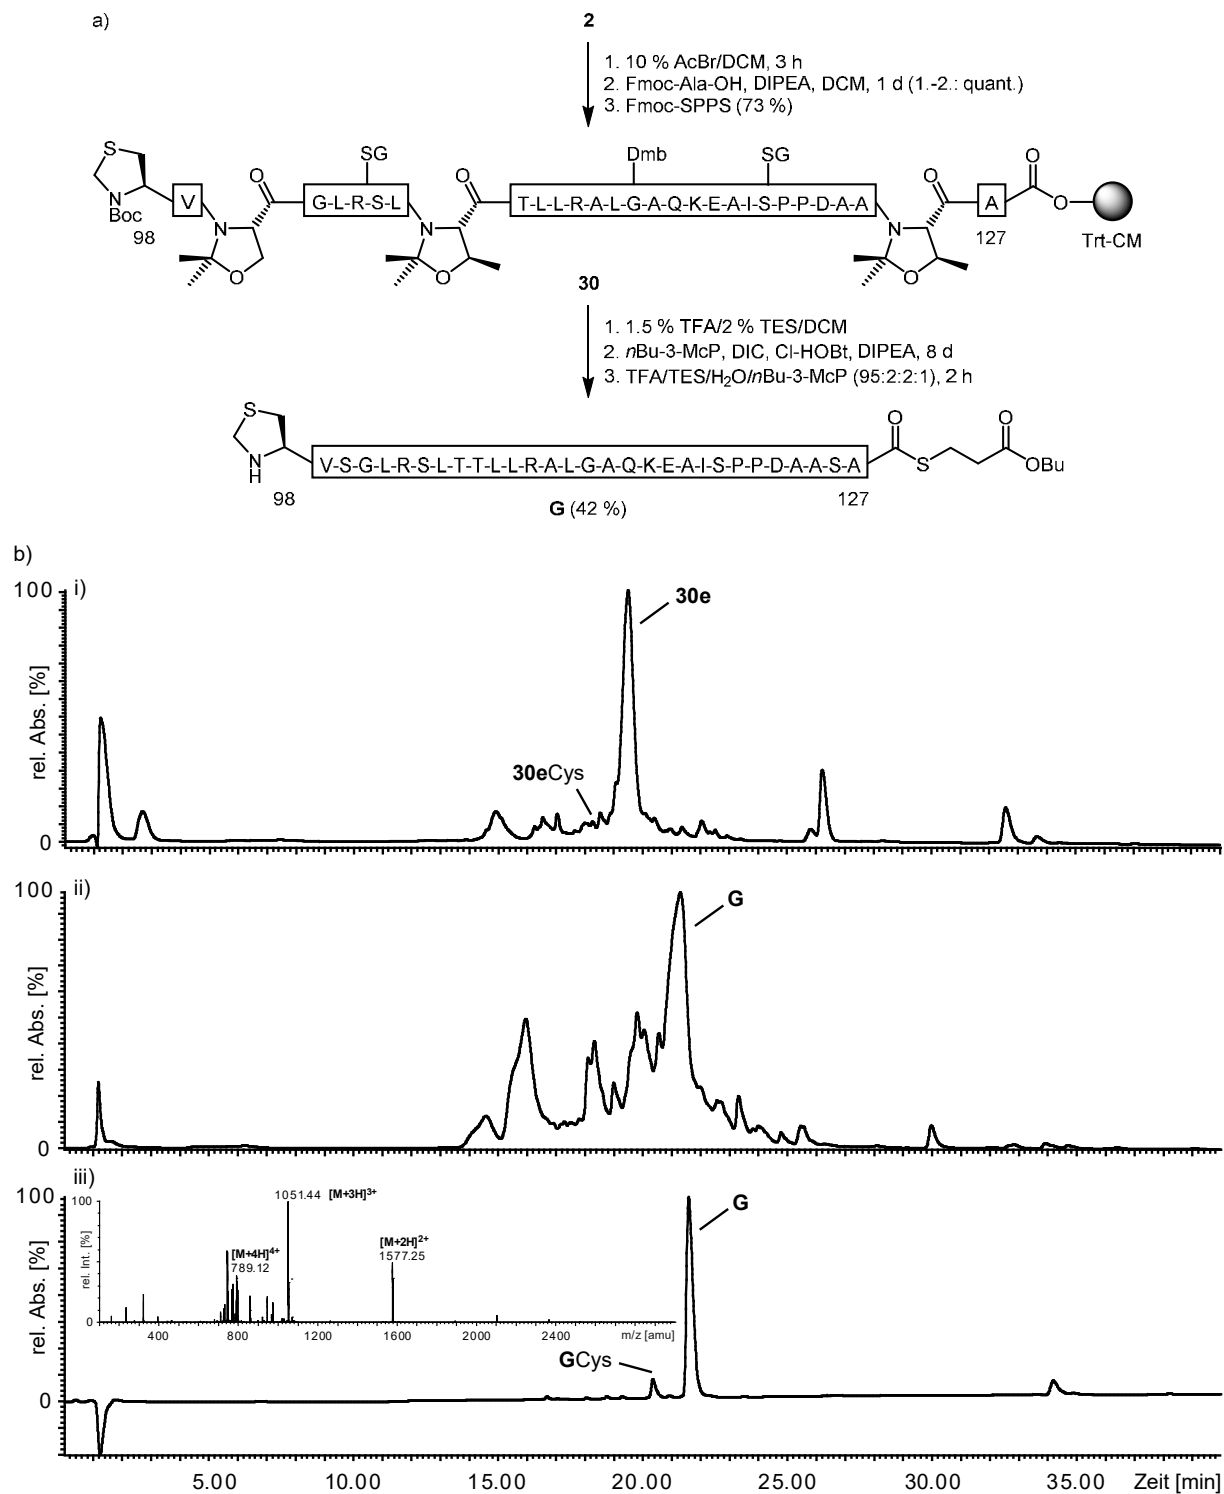 a)
2
1. 10 % AcBr/DCM, 3 h
2. Fmoc-Ala-OH, DIPEA, DCM, 1 d (1.-2.: quant.)
3. Fmoc-SPPS (73 %)
S
N
Boc
98
V
N
O
O
SG
G-L-R-S-L
N
O
O
Dmb
SG
T-L-L-R-A-L-G-A-Q-K-E-A-I-S-P-P-D-A-A
N
O
O
A
127
O
O
Trt-CM
30
1. 1.5 % TFA/2 % TES/DCM
2. nBu-3-McP, DIC, Cl-HOBt, DIPEA, 8 d
3. TFA/TES/H2O/nBu-3-McP (95:2:2:1), 2 h
S
N
H
98
V-S-G-L-R-S-L-T-T-L-L-R-A-L-G-A-Q-K-E-A-I-S-P-P-D-A-A-S-A
127
O
S
O
OBu
G (42 %)
b)
i)
100
0
rel. Abs. [%]
30e
30eCys
ii)
100
0
rel. Abs. [%]
G
iii)
100
0
rel. Abs. [%]
100
0
rel. Int. [%]
1051.44 [M+3H]3+
[M+4H]4+
789.12
[M+2H]2+
1577.25
400 800 1200 1600 2000 2400 m/z [amu]
G
GCys
5.00 10.00 15.00 20.00 25.00 30.00 35.00 Zeit [min]